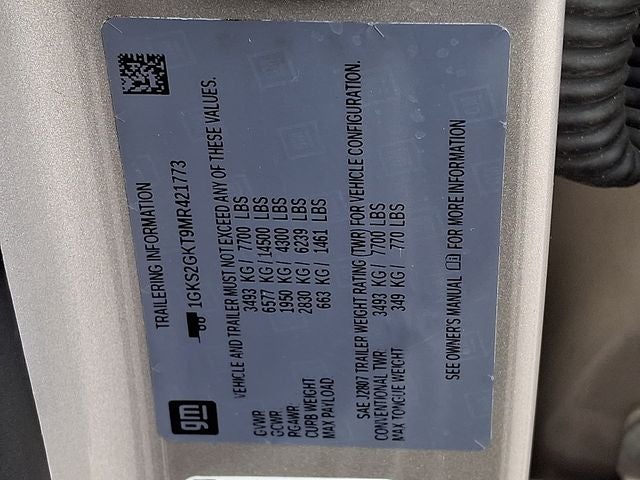 TRAILERING INFORMATION
1GKS2GKT9MR421773
VEHICLE AND TRAILER MUST NOT EXCEED ANY OF THESE VALUES.
GVWR 3493 KG / 7700 LBS
GCWR 6577 KG / 14500 LBS
RGAWR 1950 KG / 4300 LBS
CURB WEIGHT 2830 KG / 6239 LBS
MAX PAYLOAD 663 KG / 1461 LBS
SAE J2807 TRAILER WEIGHT RATING (TWR) FOR VEHICLE CONFIGURATION.
CONVENTIONAL TWR 3493 KG / 7700 LBS
MAX TONGUE WEIGHT 349 KG / 770 LBS
SEE OWNER'S MANUAL FOR MORE INFORMATION
gm